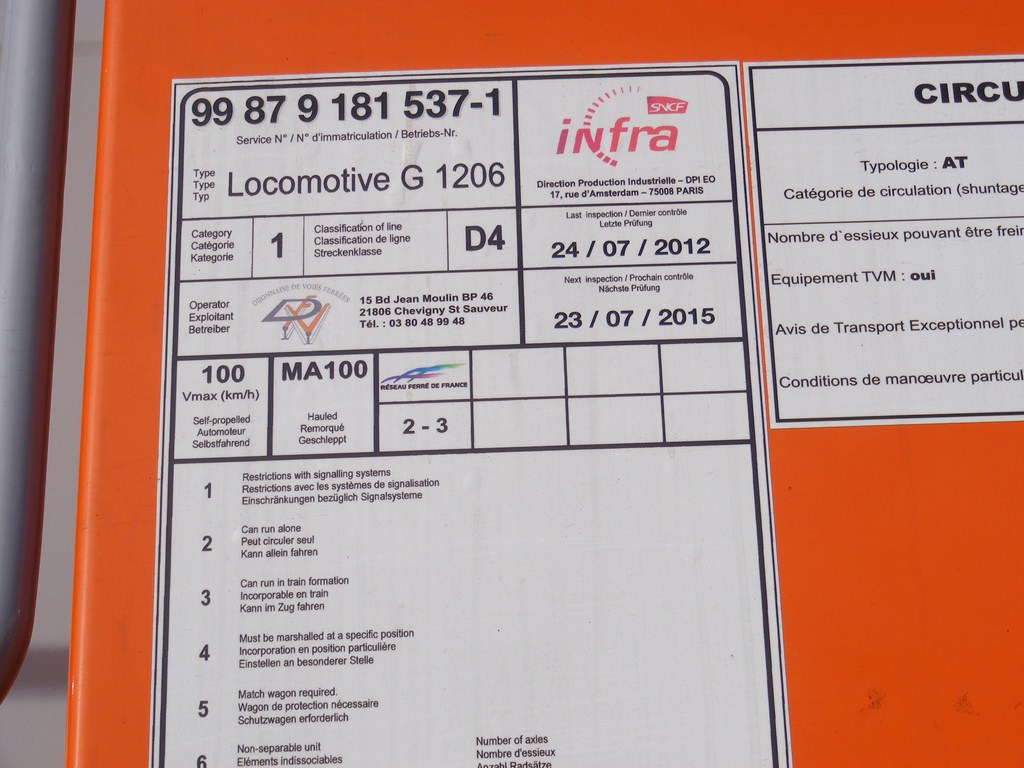 99 87 9 181 537-1
Service N° / N° d'immatriculation / Betriebs-Nr.
Type
Type
Typ
Locomotive G 1206
SNCF
infra
Direction Production Industrielle – DPI EO
17, rue d'Amsterdam – 75008 PARIS
Category
Catégorie
Kategorie
1
Classification of line
Classification de ligne
Streckenklasse
D4
Last inspection / Dernier contrôle
Letzte Prüfung
24 / 07 / 2012
Operator
Exploitant
Betreiber
DIJONNAISE DE VOIES FERRÉES
DVF
15 Bd Jean Moulin BP 46
21806 Chevigny St Sauveur
Tél. : 03 80 48 99 48
Next inspection / Prochain contrôle
Nächste Prüfung
23 / 07 / 2015
100
Vmax (km/h)
Self-propelled
Automoteur
Selbstfahrend
MA100
Hauled
Remorqué
Geschleppt
RÉSEAU FERRÉ DE FRANCE
2 - 3
1
Restrictions with signalling systems
Restrictions avec les systèmes de signalisation
Einschränkungen bezüglich Signalsysteme
2
Can run alone
Peut circuler seul
Kann allein fahren
3
Can run in train formation
Incorporable en train
Kann im Zug fahren
4
Must be marshalled at a specific position
Incorporation en position particulière
Einstellen an besonderer Stelle
5
Match wagon required.
Wagon de protection nécessaire
Schutzwagen erforderlich
6
Non-separable unit
Eléments indissociables
Number of axles
Nombre d'essieux
Anzahl Radsätze
CIRCU
Typologie : AT
Catégorie de circulation (shuntage
Nombre d`essieux pouvant être frein
Equipement TVM : oui
Avis de Transport Exceptionnel pe
Conditions de manœuvre particul